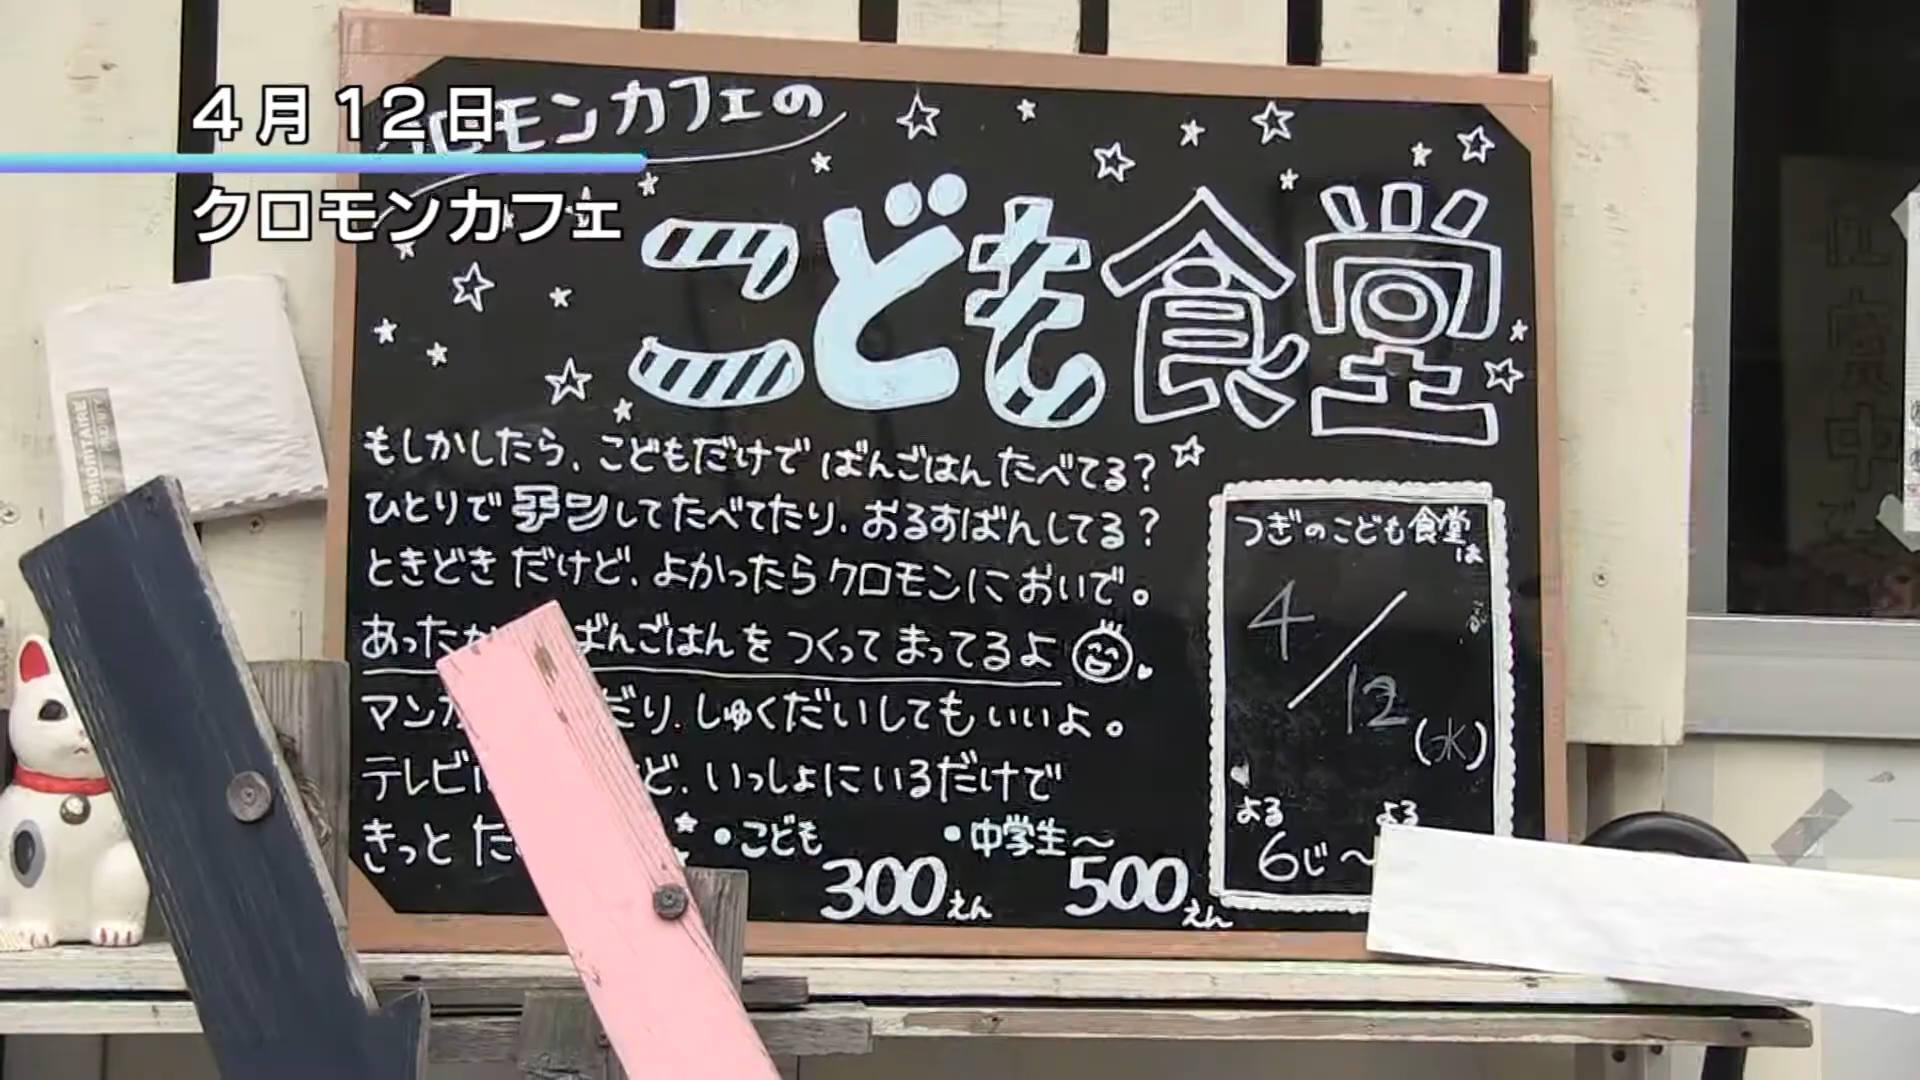 4月12日
クロモンカフェ
クロモンカフェの
こども食堂
もしかしたら、こどもだけで ばんごはん たべてる?
ひとりで チンしてたべてたり、おるすばんしてる?
ときどき だけど、よかったらクロモンにおいで。
あった ばんごはんを つくって まってるよ
マンガ だり、しゅくだいしてもいいよ。
テレビ ど、いっしょにいるだけで
きっと た
・こども
300えん
・中学生〜
500えん
つぎのこども食堂は
4/12
(水)
よる
よる
6じ〜
PRIORITAIRE
中
で